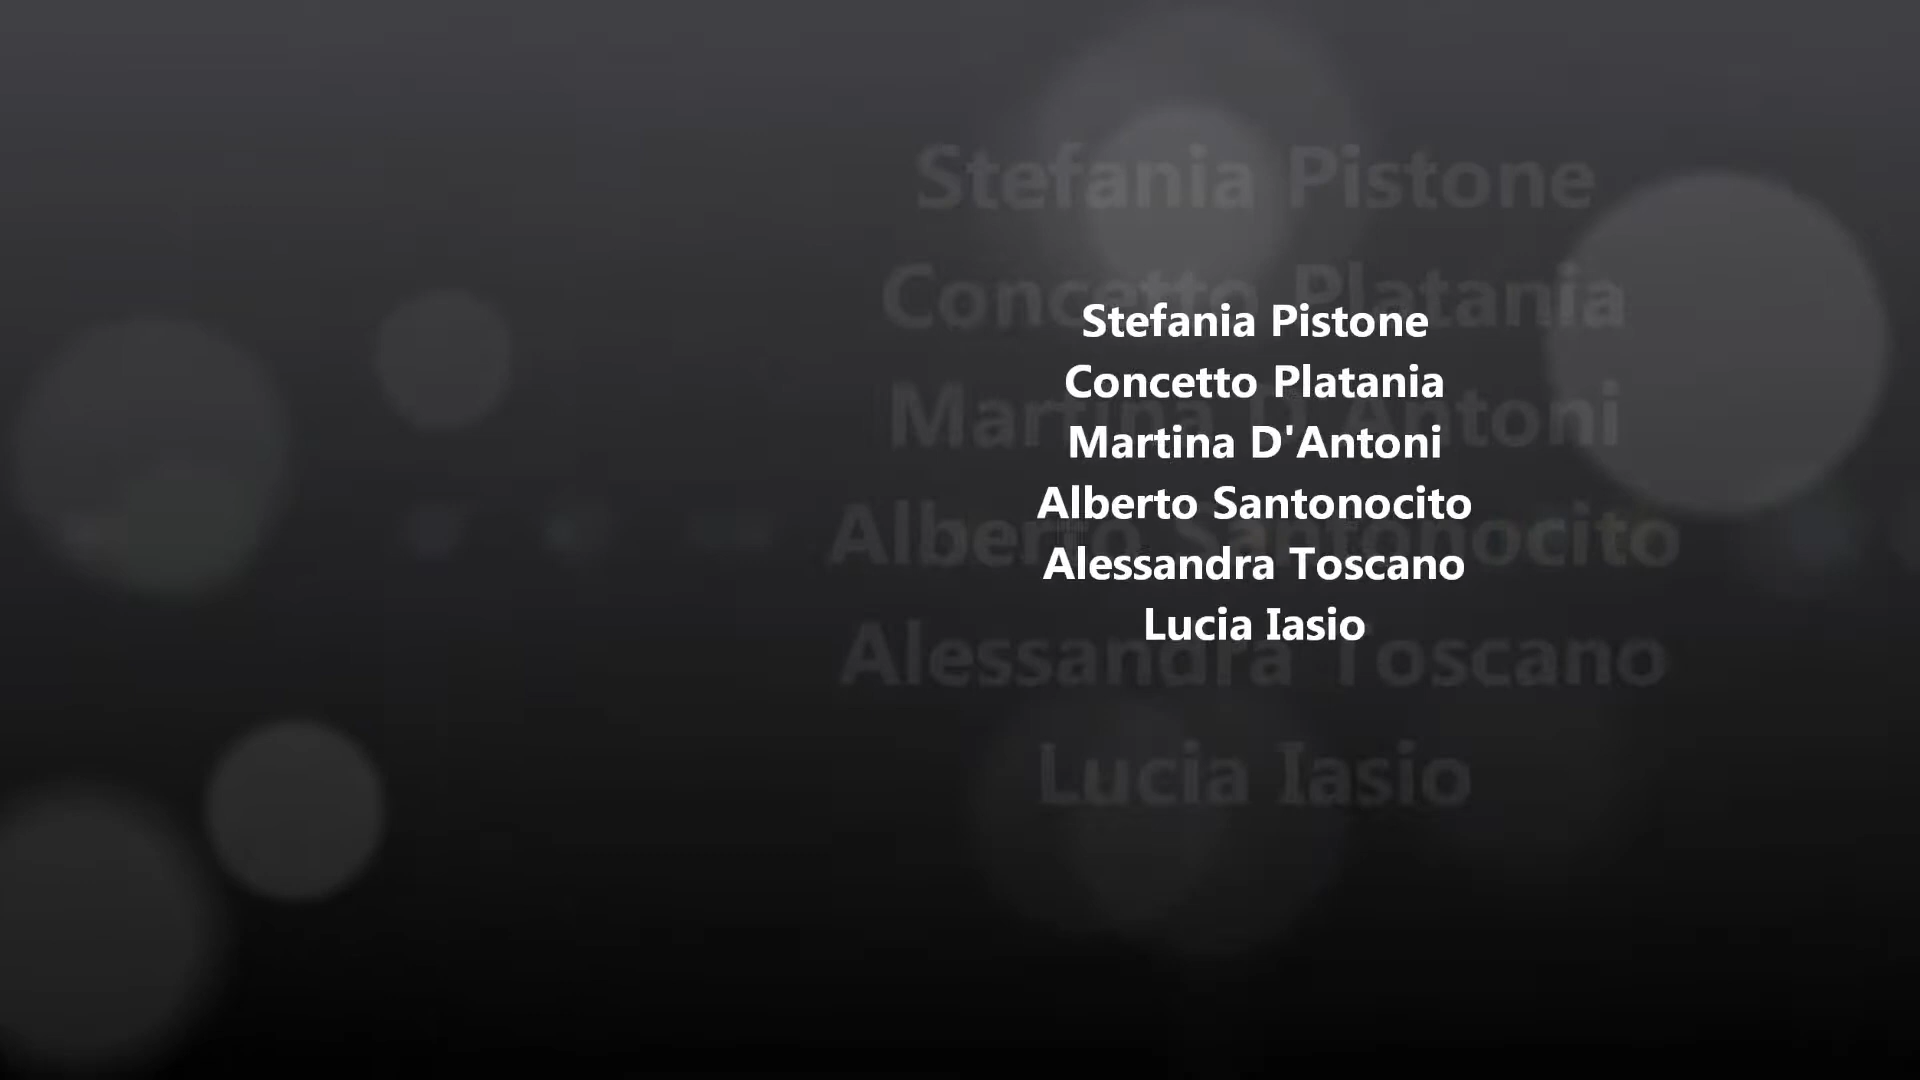 Stefania Pistone
Concetto Platania
Martina D'Antoni
Alberto Santonocito
Alessandra Toscano
Lucia Iasio